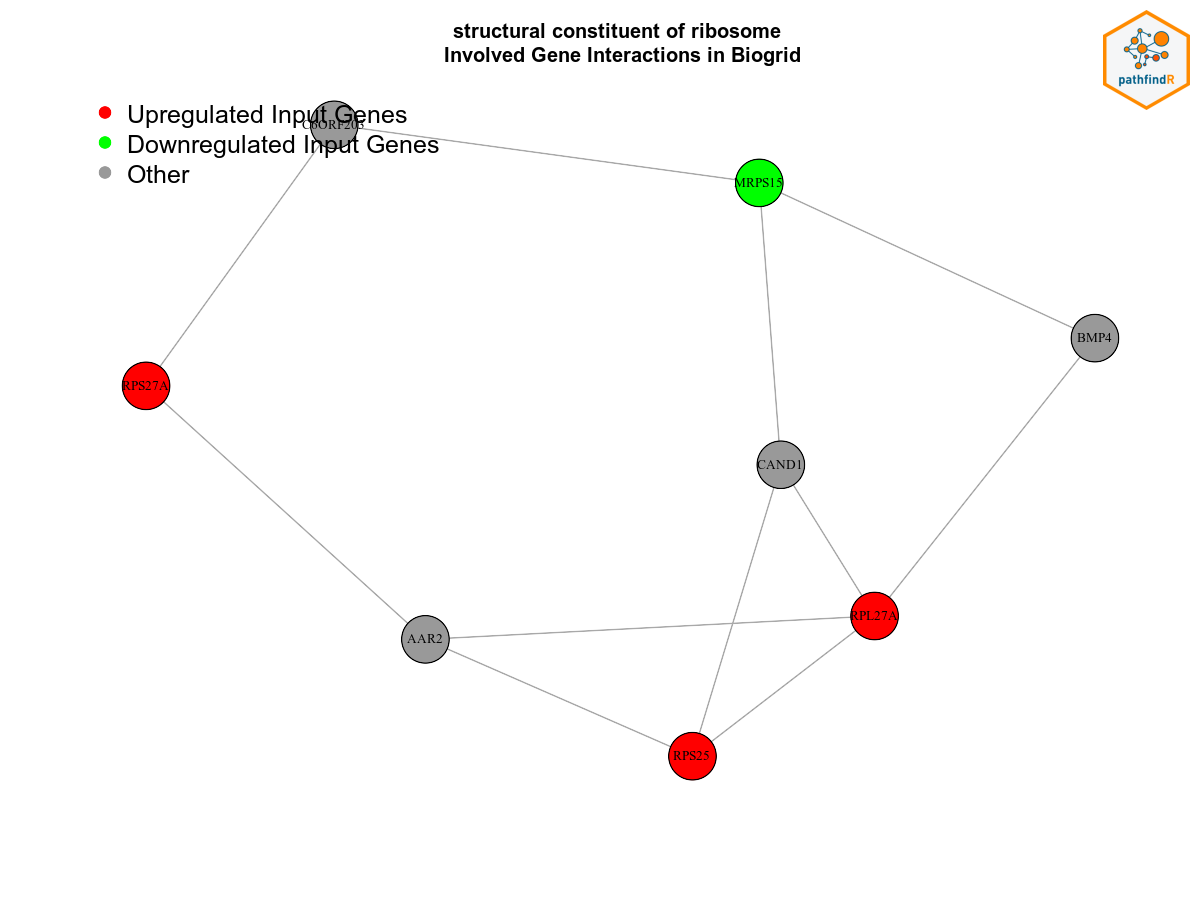 structural constituent of ribosome
Involved Gene Interactions in Biogrid
pathfindR
Upregulated Input Genes
C6ORF203
Downregulated Input Genes
Other
MRPS15
BMP4
RPS27A
CAND1
RPL27A
AAR2
RPS25